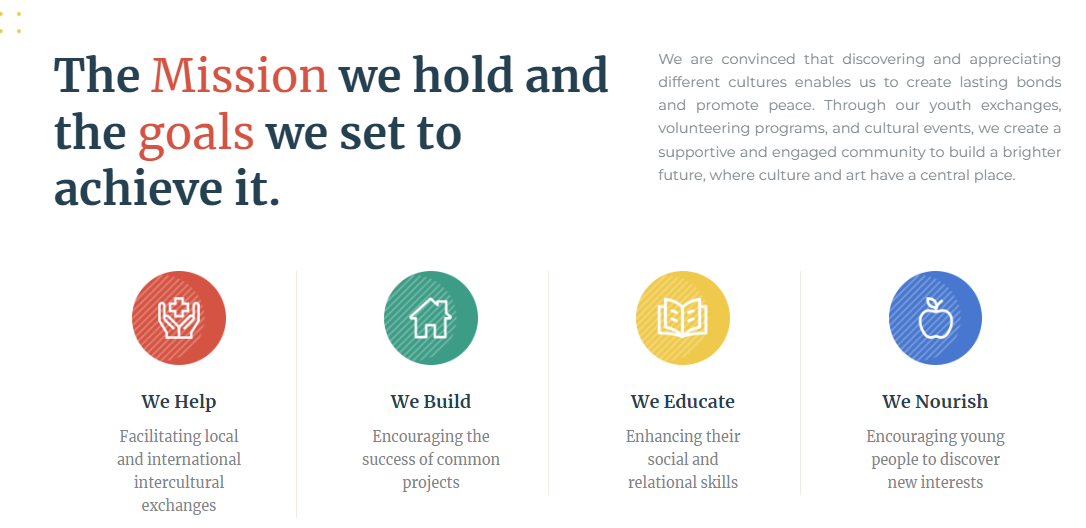 The Mission we hold and
the goals we set to
achieve it.
We are convinced that discovering and appreciating
different cultures enables us to create lasting bonds
and promote peace. Through our youth exchanges,
volunteering programs, and cultural events, we create a
supportive and engaged community to build a brighter
future, where culture and art have a central place.
We Help
Facilitating local
and international
intercultural
exchanges
We Build
Encouraging the
success of common
projects
We Educate
Enhancing their
social and
relational skills
We Nourish
Encouraging young
people to discover
new interests